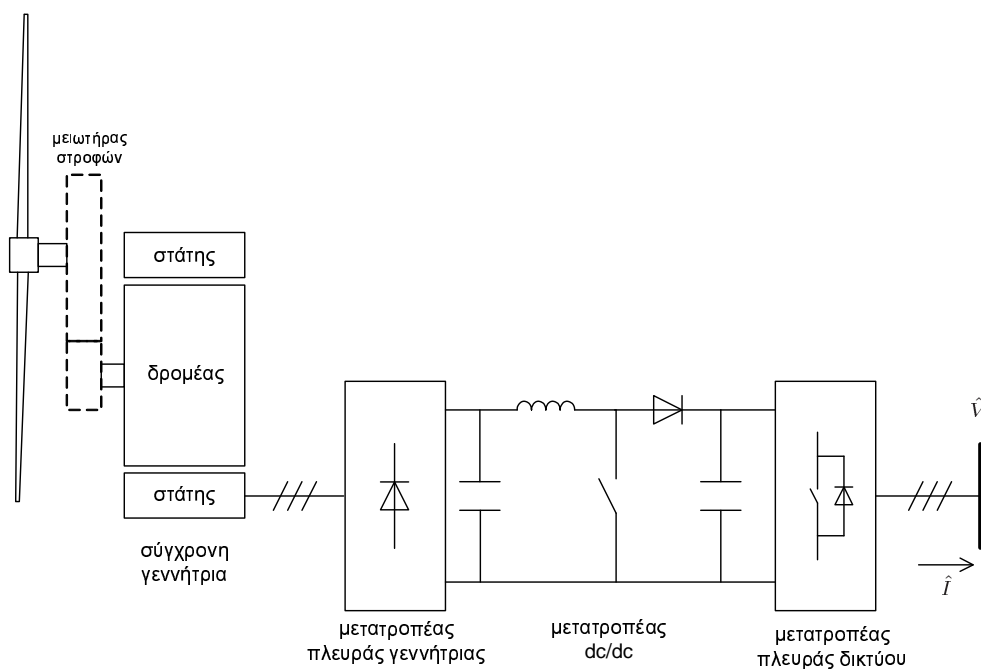 μειωτήρας
στροφών
στάτης
δρομέας
στάτης
σύγχρονη
γεννήτρια
μετατροπέας
πλευράς γεννήτριας
μετατροπέας
dc/dc
μετατροπέας
πλευράς δικτύου
V̂
Î